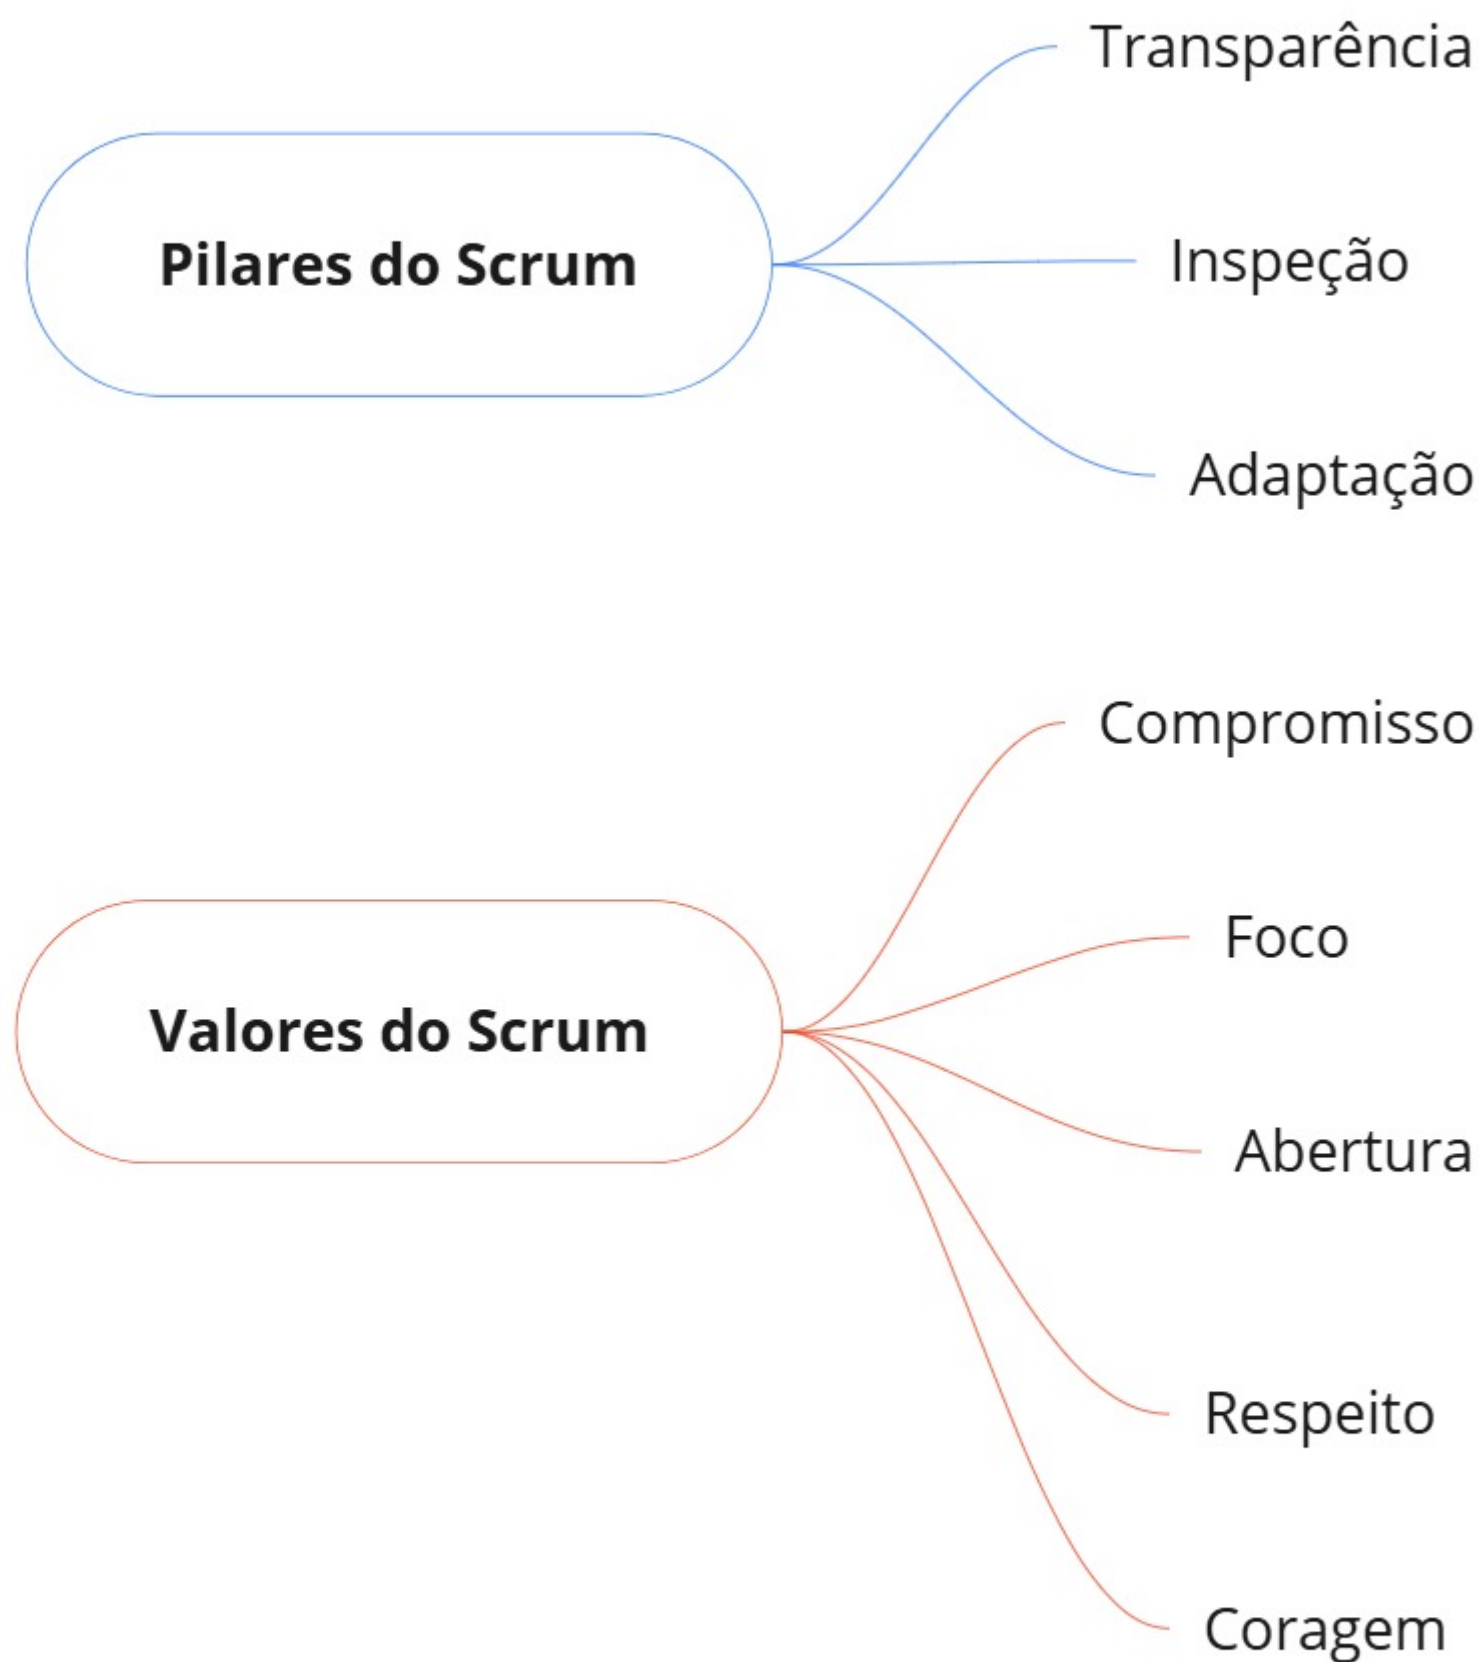 Pilares do Scrum
Transparência
Inspeção
Adaptação
Valores do Scrum
Compromisso
Foco
Abertura
Respeito
Coragem